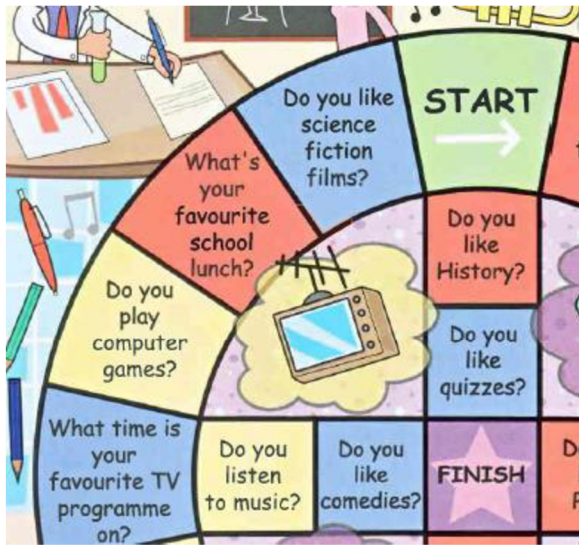 Do you like
science
fiction
films?
START
What's
your
favourite
school
lunch?
Do you
like
History?
Do you
play
computer
games?
Do you
like
quizzes?
What time is
your
favourite TV
programme
on?
Do you
listen
to music?
Do you
like
comedies?
FINISH